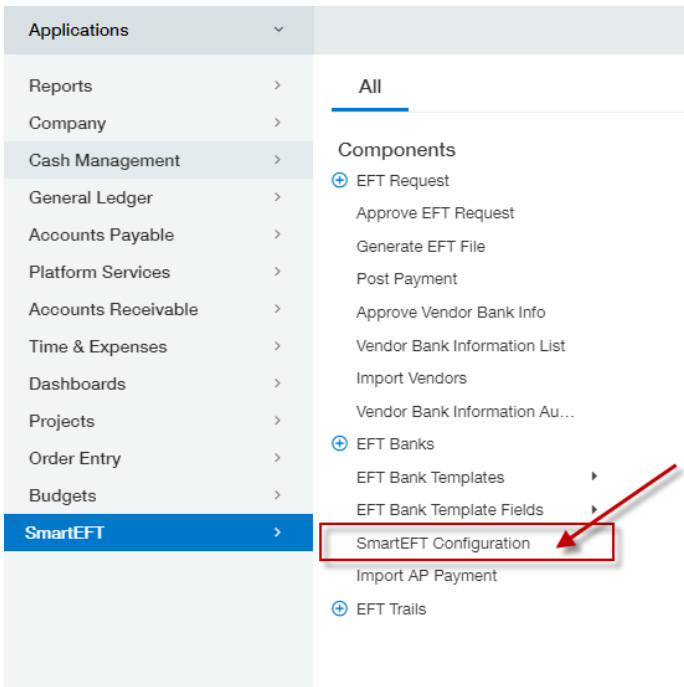 Applications
Reports
Company
Cash Management
General Ledger
Accounts Payable
Platform Services
Accounts Receivable
Time & Expenses
Dashboards
Projects
Order Entry
Budgets
SmartEFT
All
Components
EFT Request
Approve EFT Request
Generate EFT File
Post Payment
Approve Vendor Bank Info
Vendor Bank Information List
Import Vendors
Vendor Bank Information Au...
EFT Banks
EFT Bank Templates
EFT Bank Template Fields
SmartEFT Configuration
Import AP Payment
EFT Trails